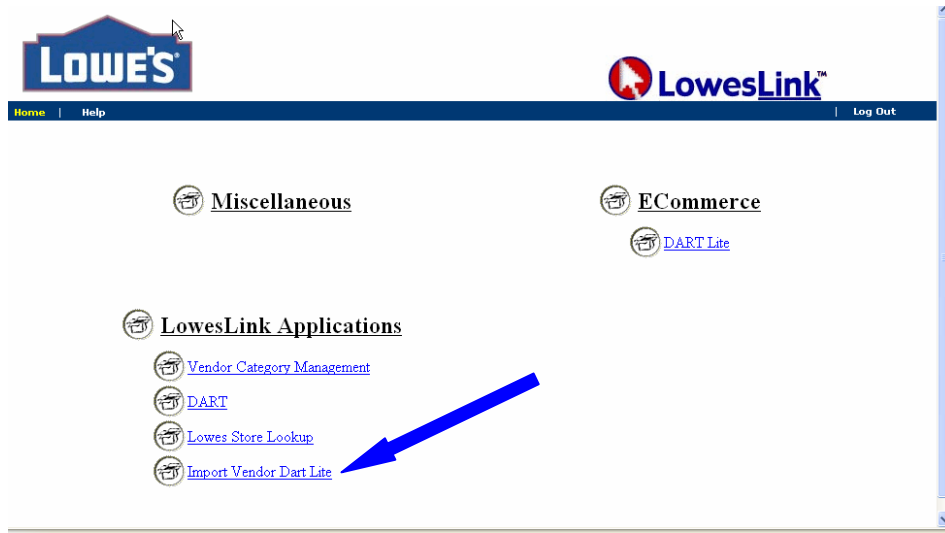 LOWE'S
LowesLink™
Home | Help | Log Out
Miscellaneous
ECommerce
DART Lite
LowesLink Applications
Vendor Category Management
DART
Lowes Store Lookup
Import Vendor Dart Lite